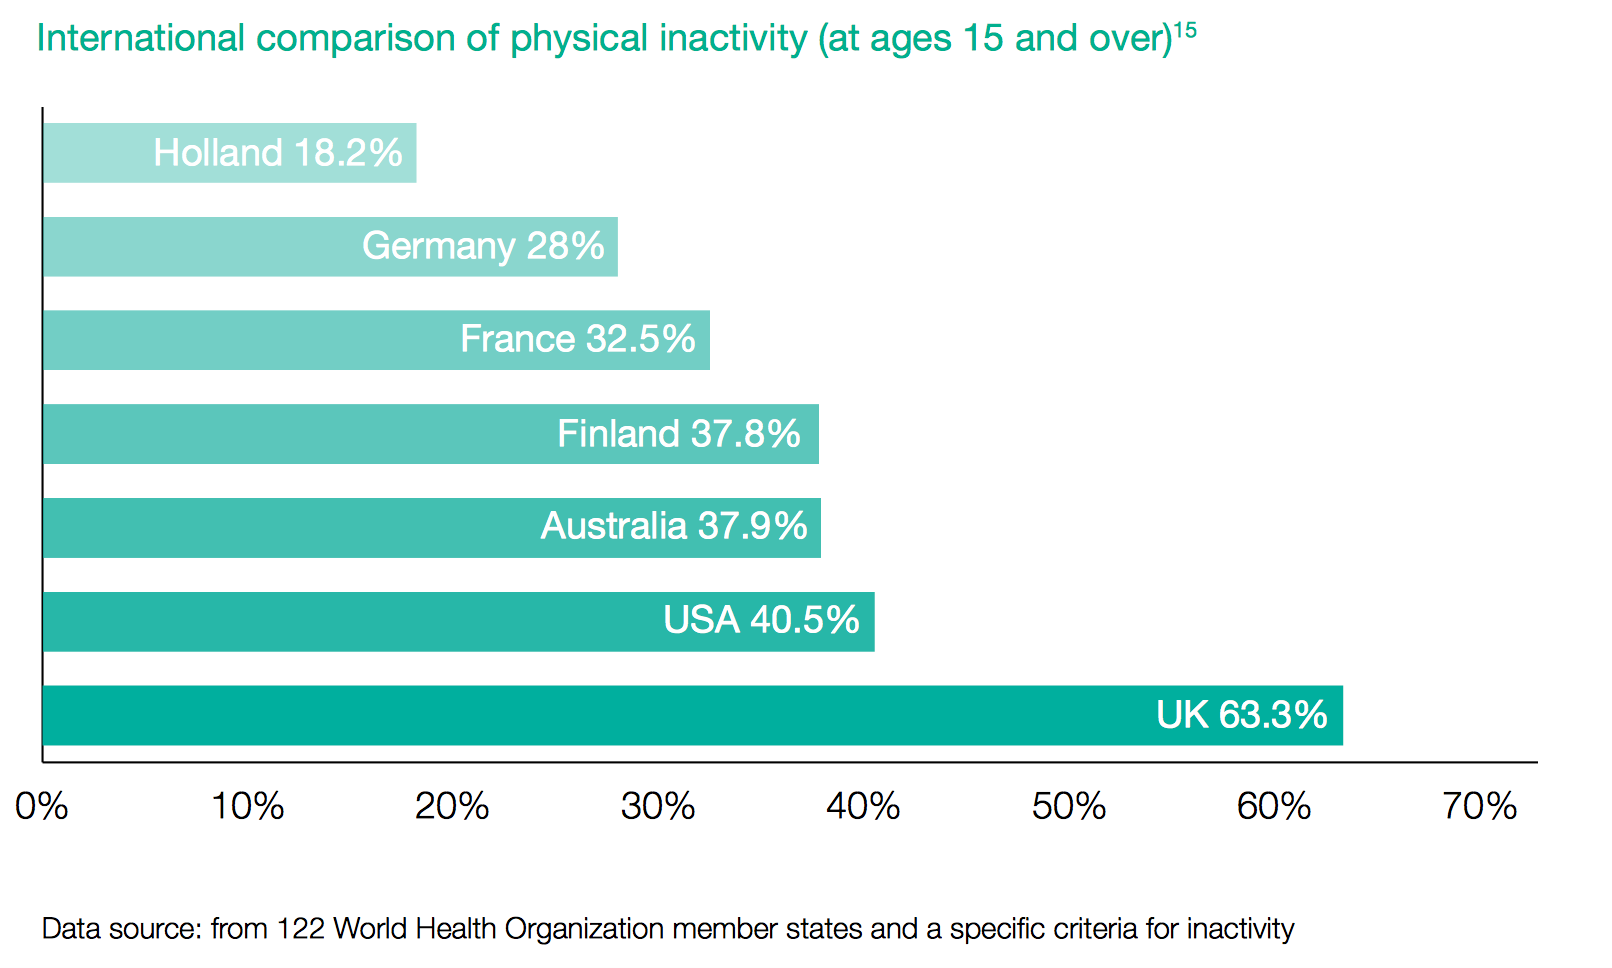 International comparison of physical inactivity (at ages 15 and over)15
Holland 18.2%
Germany 28%
France 32.5%
Finland 37.8%
Australia 37.9%
USA 40.5%
UK 63.3%
0% 10% 20% 30% 40% 50% 60% 70%
Data source: from 122 World Health Organization member states and a specific criteria for inactivity